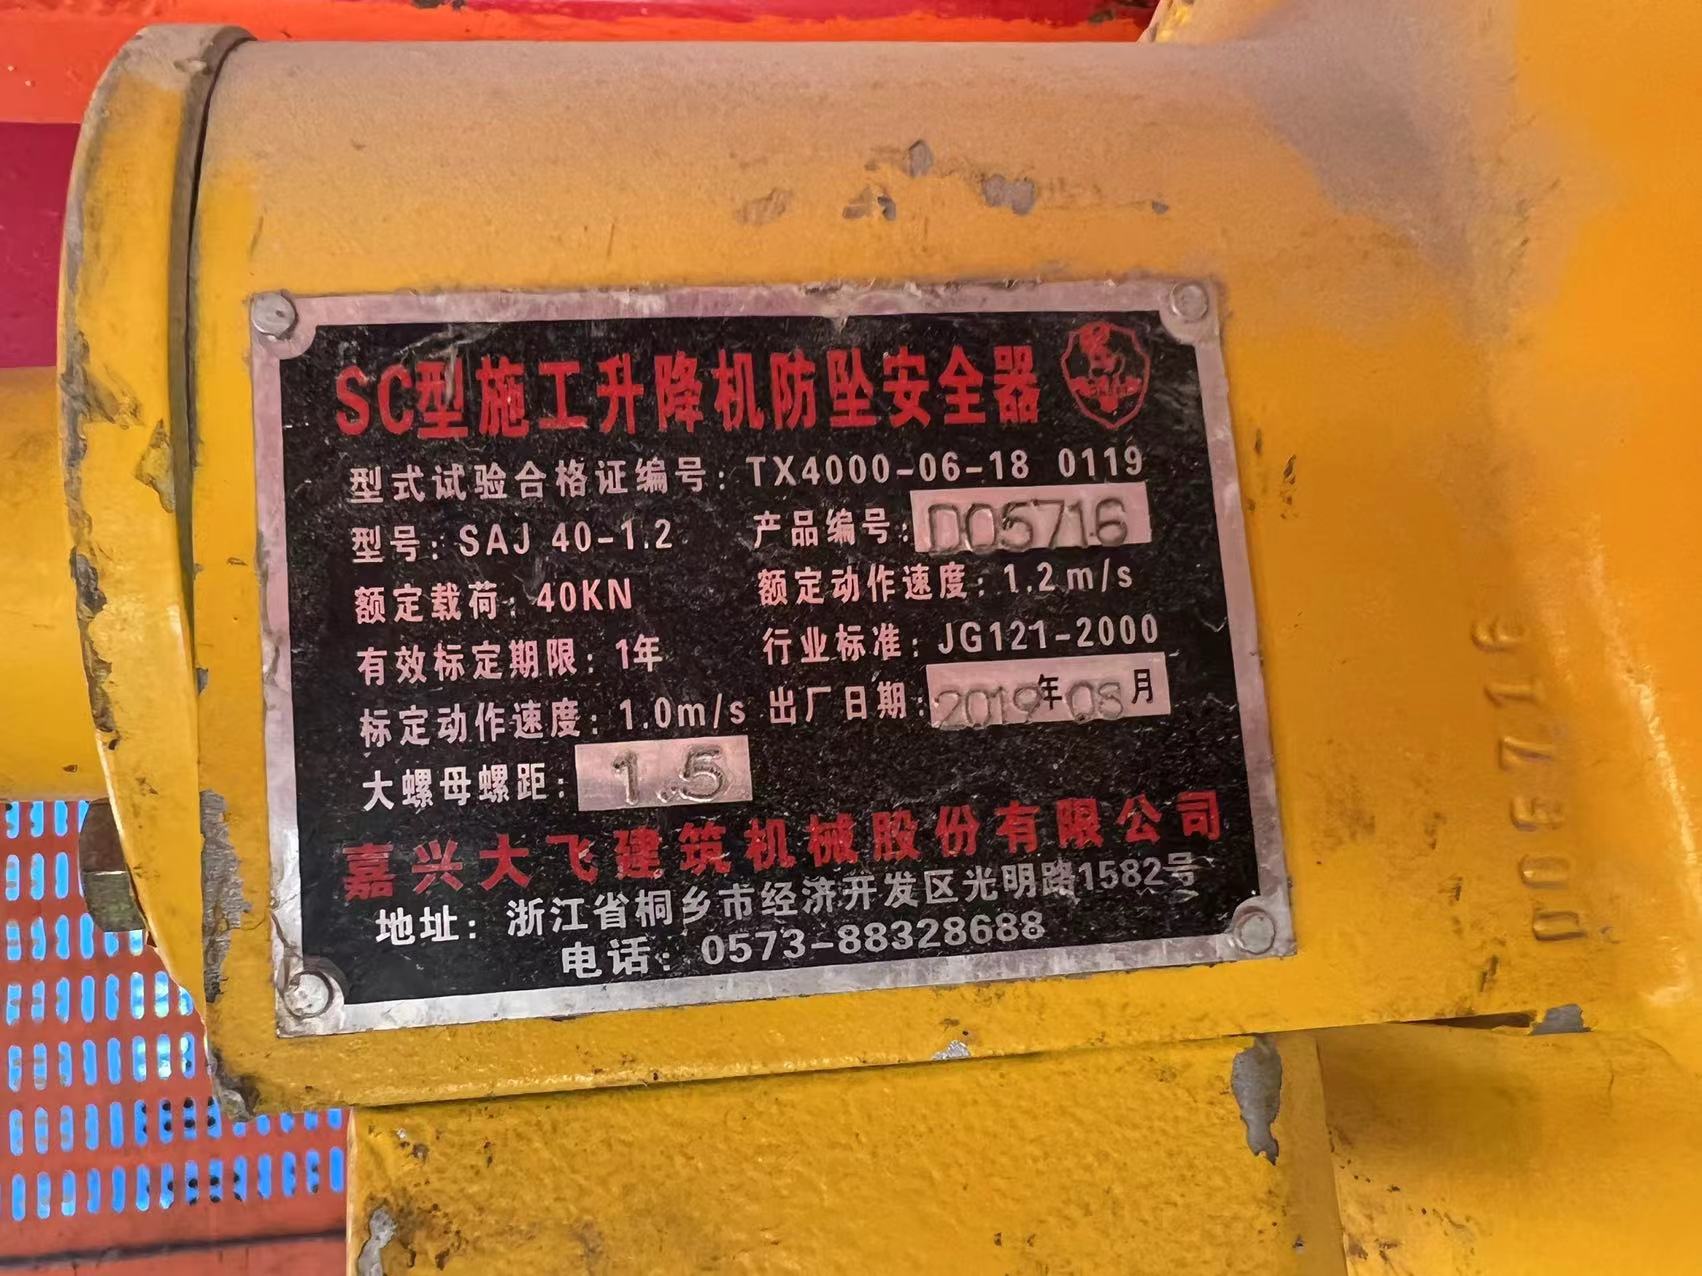 SC型施工升降机防坠安全器
型式试验合格证编号：TX4000-06-18 0119
型号：SAJ 40-1.2 产品编号：D05716
额定载荷：40KN 额定动作速度：1.2m/s
有效标定期限：1年 行业标准：JG121-2000
标定动作速度：1.0m/s 出厂日期：2019年08月
大螺母螺距：1.5
嘉兴大飞建筑机械股份有限公司
地址：浙江省桐乡市经济开发区光明路1582号
电话：0573-88328688
D05716